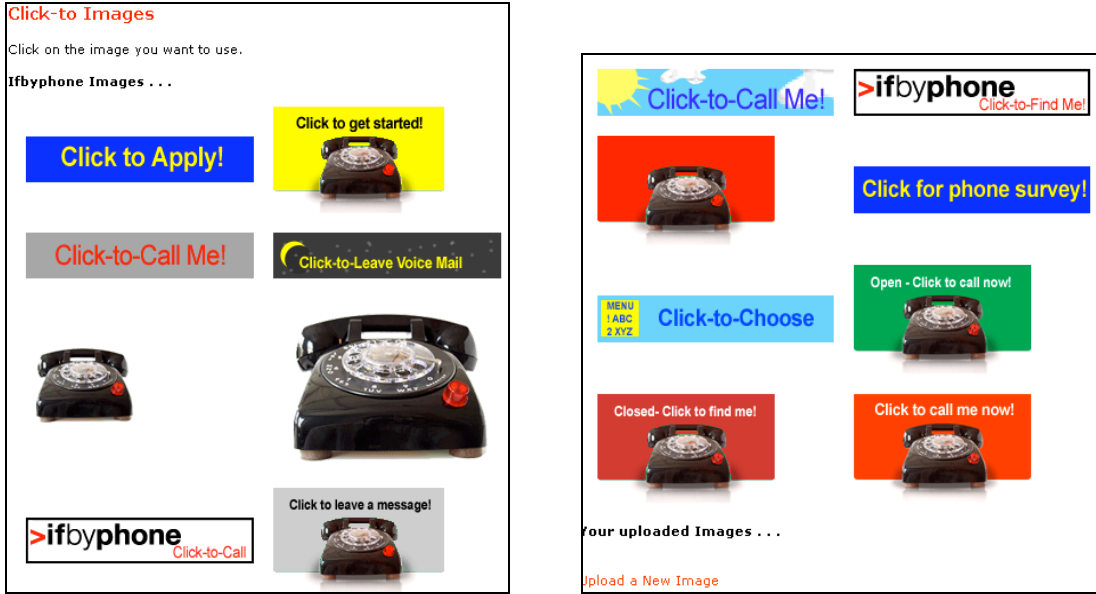 Click-to Images
Click on the image you want to use.
Ifbyphone Images . . .
Click to Apply!
Click to get started!
Click-to-Call Me!
Click-to-Leave Voice Mail
>ifbyphone
Click-to-Call
Click to leave a message!
Click-to-Call Me!
>ifbyphone
Click-to-Find Me!
Click for phone survey!
MENU
! ABC
2 XYZ
Click-to-Choose
Open - Click to call now!
Closed- Click to find me!
Click to call me now!
Your uploaded Images . . .
Upload a New Image